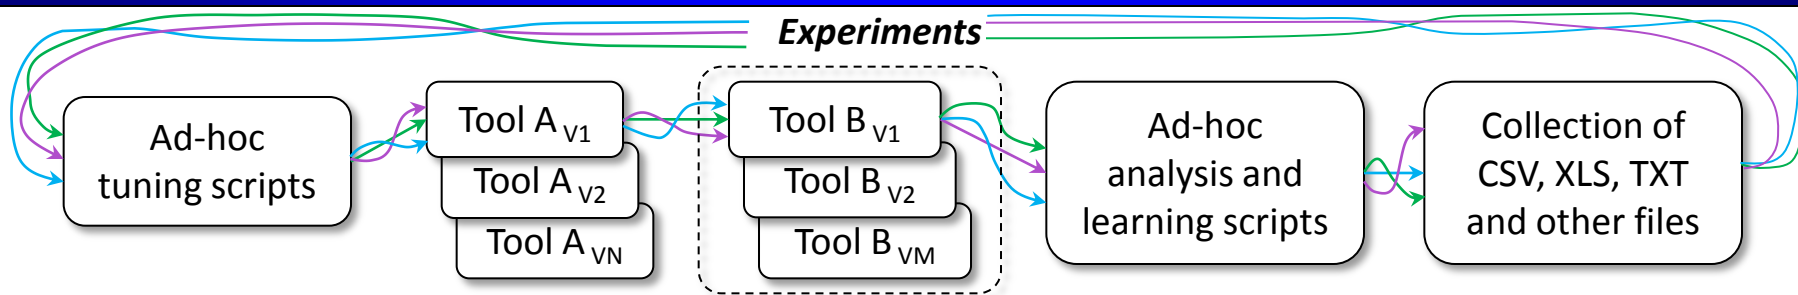 Experiments
Ad-hoc
tuning scripts
Tool A V1
Tool A V2
Tool A VN
Tool B V1
Tool B V2
Tool B VM
Ad-hoc
analysis and
learning scripts
Collection of
CSV, XLS, TXT
and other files